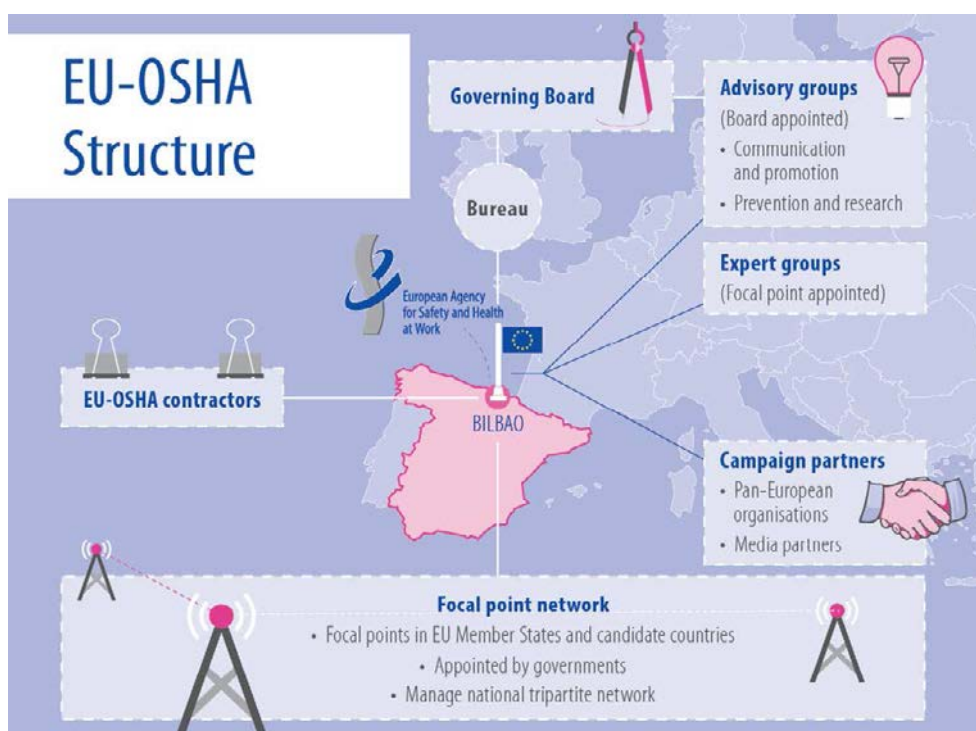 EU-OSHA
Structure
Governing Board
Advisory groups
(Board appointed)
• Communication
and promotion
• Prevention and research
Bureau
Expert groups
(Focal point appointed)
European Agency
for Safety and Health
at Work
EU-OSHA contractors
BILBAO
Campaign partners
• Pan-European
organisations
• Media partners
Focal point network
• Focal points in EU Member States and candidate countries
• Appointed by governments
• Manage national tripartite network